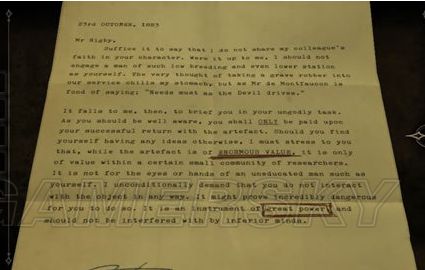 23rd OCTOBER, 1823
Mr Rigby,
Suffice it to say that I do not share my colleague's
faith in your character. Were it up to me, I should not
engage a man of such low breeding and even lower station
as yourself. The very thought of taking a grave robber into
our service chills my stomach, but as Mr de Montfaucon is
fond of saying; "Needs must as the Devil drives."
It falls to me, then, to brief you in your ungodly task.
As you should be well aware, you shall ONLY be paid upon
your successful return with the artefact. Should you find
yourself having any ideas otherwise, I must stress to you
that, while the artefact is of ENORMOUS VALUE, it is only
of value within a certain small community of researchers.
It is not for the eyes or hands of an uneducated man such as
yourself. I unconditionally demand that you do not interact
with the object in any way. It might prove incredibly dangerous
for you to do so. It is an instrument of great power and
should not be interfered with by inferior minds.